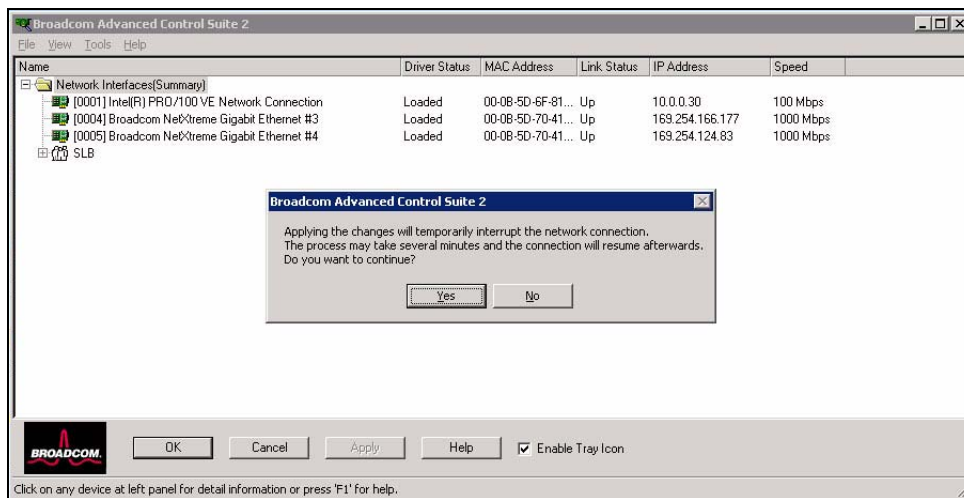 Broadcom Advanced Control Suite 2
File View Tools Help
Name Driver Status MAC Address Link Status IP Address Speed
Network Interfaces(Summary)
[0001] Intel(R) PRO/100 VE Network Connection Loaded 00-0B-5D-6F-81... Up 10.0.0.30 100 Mbps
[0004] Broadcom NetXtreme Gigabit Ethernet #3 Loaded 00-0B-5D-70-41... Up 169.254.166.177 1000 Mbps
[0005] Broadcom NetXtreme Gigabit Ethernet #4 Loaded 00-0B-5D-70-41... Up 169.254.124.83 1000 Mbps
SLB
Broadcom Advanced Control Suite 2
Applying the changes will temporarily interrupt the network connection.
The process may take several minutes and the connection will resume afterwards.
Do you want to continue?
Yes No
BROADCOM. OK Cancel Apply Help Enable Tray Icon
Click on any device at left panel for detail information or press 'F1' for help.